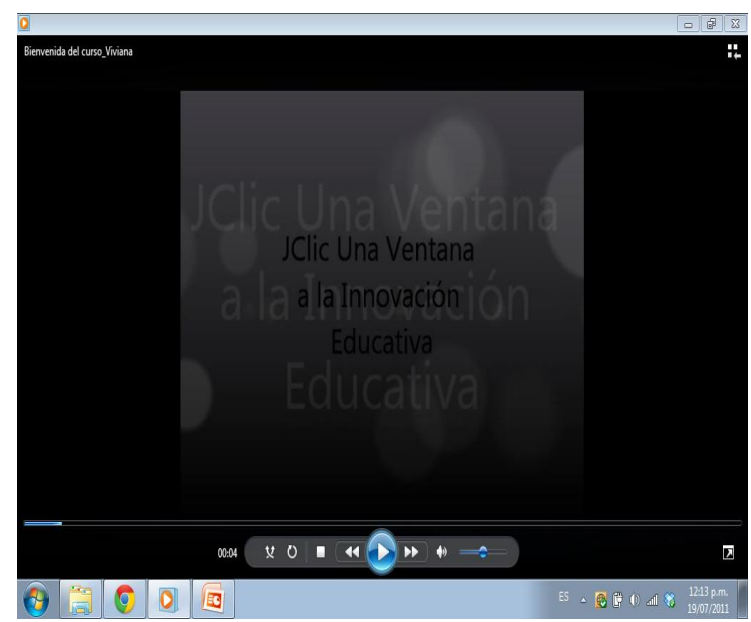 Bienvenida del curso_Viviana
JClic Una Ventana
a la Innovación
Educativa
JClic Una Ventana
a la Innovación
Educativa
00:04
ES
12:13 p.m.
19/07/2011